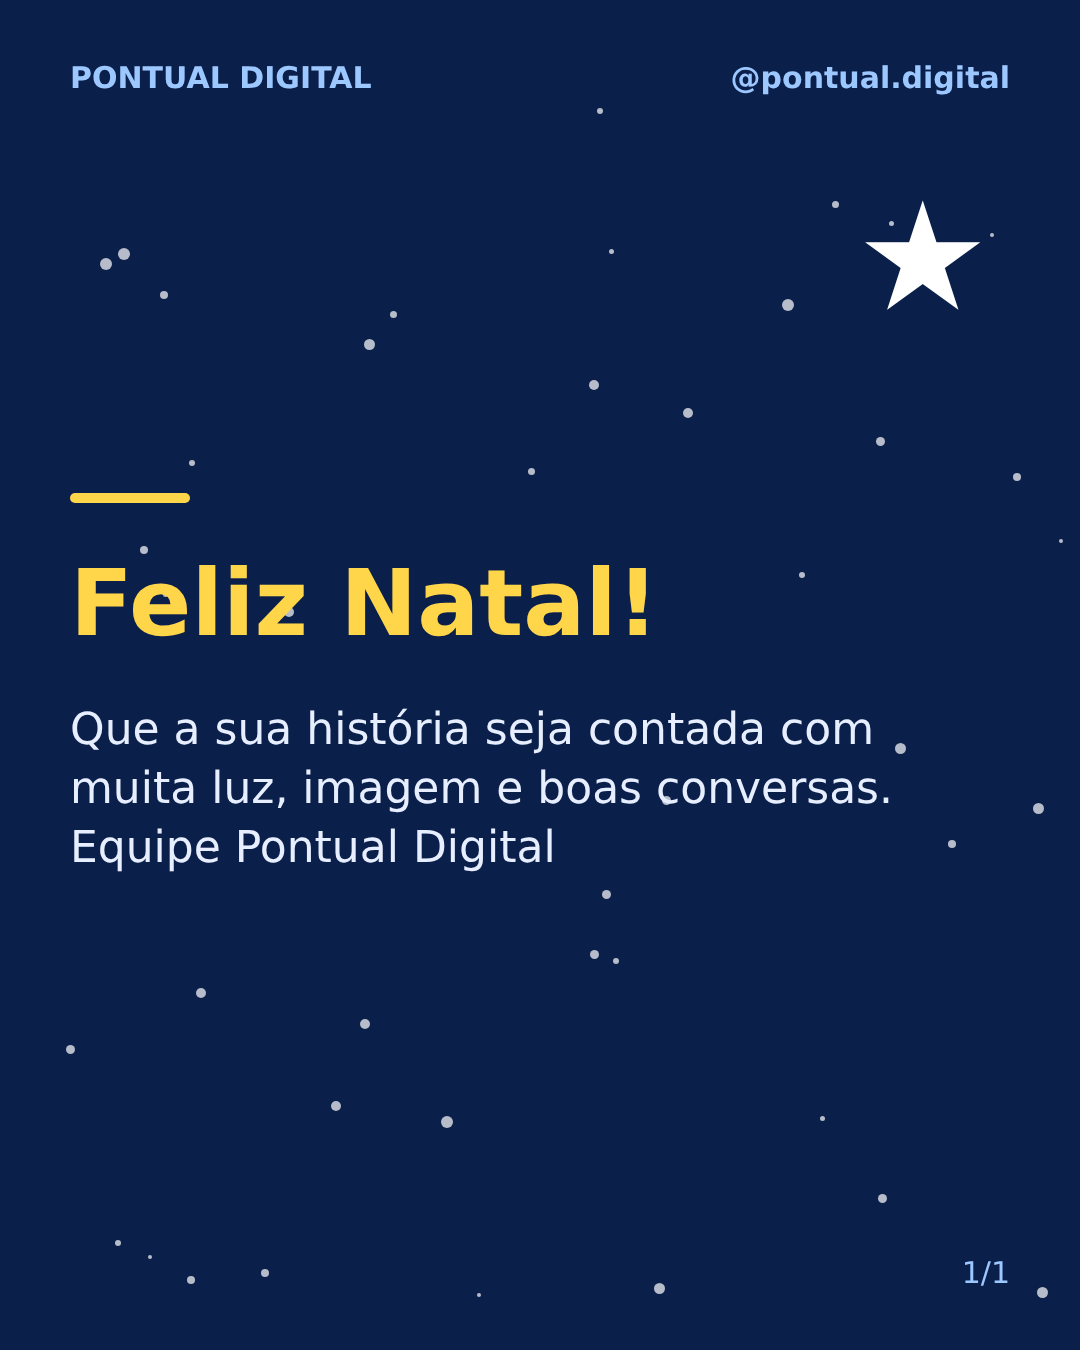 PONTUAL DIGITAL
@pontual.digital
Feliz Natal!
Que a sua história seja contada com
muita luz, imagem e boas conversas.
Equipe Pontual Digital
1/1